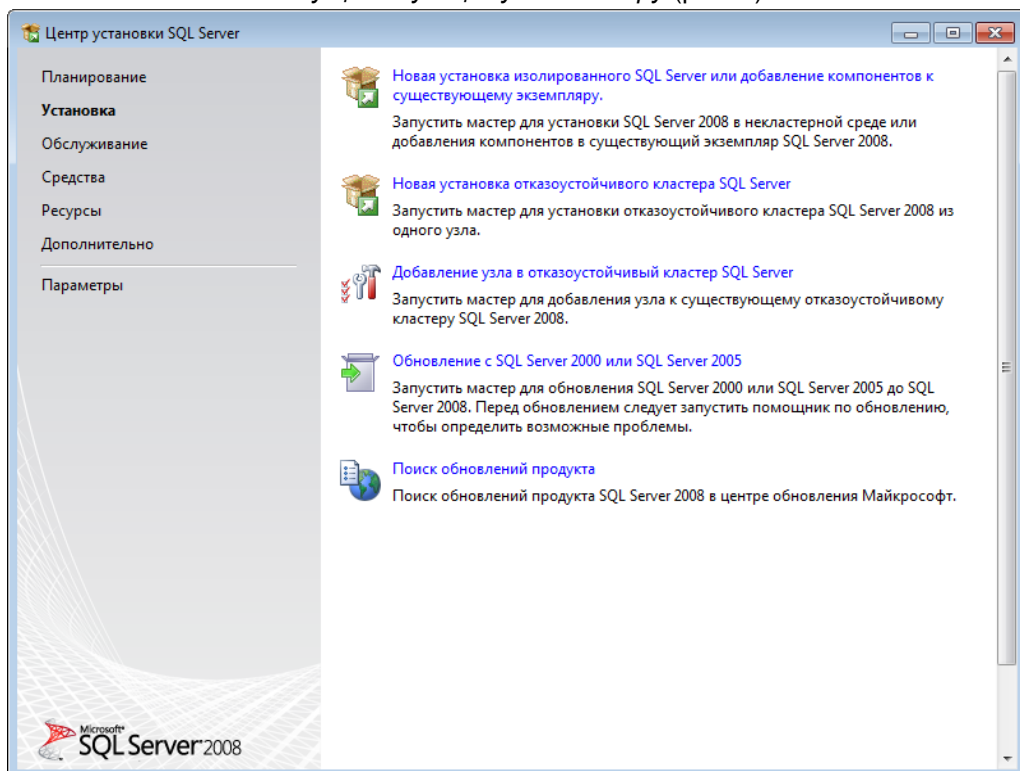 Центр установки SQL Server
Планирование
Установка
Обслуживание
Средства
Ресурсы
Дополнительно
Параметры
Новая установка изолированного SQL Server или добавление компонентов к
существующему экземпляру.
Запустить мастер для установки SQL Server 2008 в некластерной среде или
добавления компонентов в существующий экземпляр SQL Server 2008.
Новая установка отказоустойчивого кластера SQL Server
Запустить мастер для установки отказоустойчивого кластера SQL Server 2008 из
одного узла.
Добавление узла в отказоустойчивый кластер SQL Server
Запустить мастер для добавления узла к существующему отказоустойчивому
кластеру SQL Server 2008.
Обновление с SQL Server 2000 или SQL Server 2005
Запустить мастер для обновления SQL Server 2000 или SQL Server 2005 до SQL
Server 2008. Перед обновлением следует запустить помощник по обновлению,
чтобы определить возможные проблемы.
Поиск обновлений продукта
Поиск обновлений продукта SQL Server 2008 в центре обновления Майкрософт.
Microsoft
SQL Server 2008